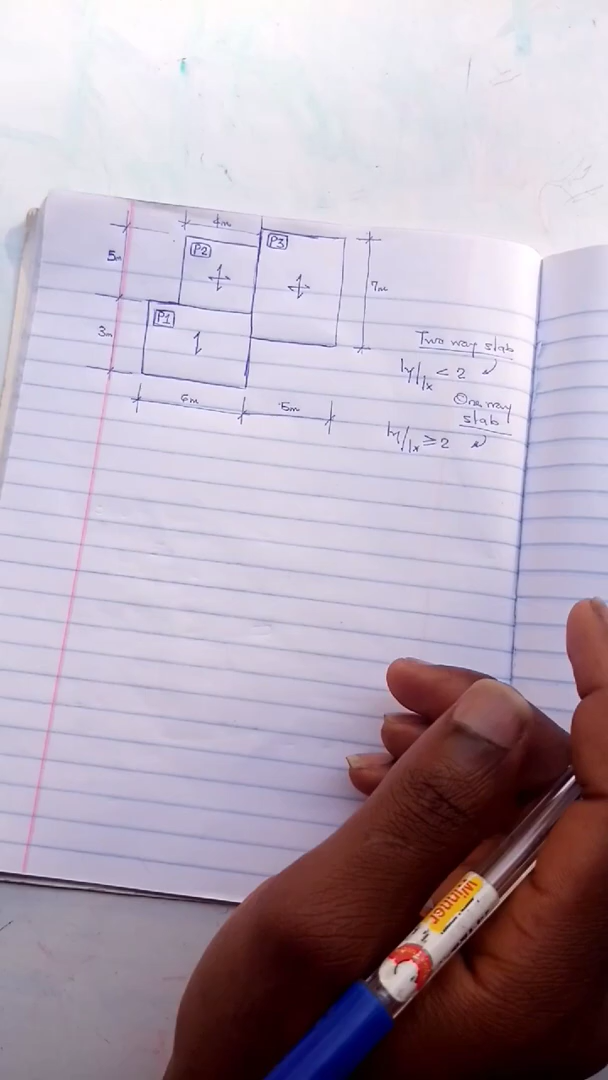 4m
5m
P2
P3
7m
P1
3m
6m
5m
Two way slab
ly/lx < 2
One way
slab
ly/lx ≥ 2
Winner